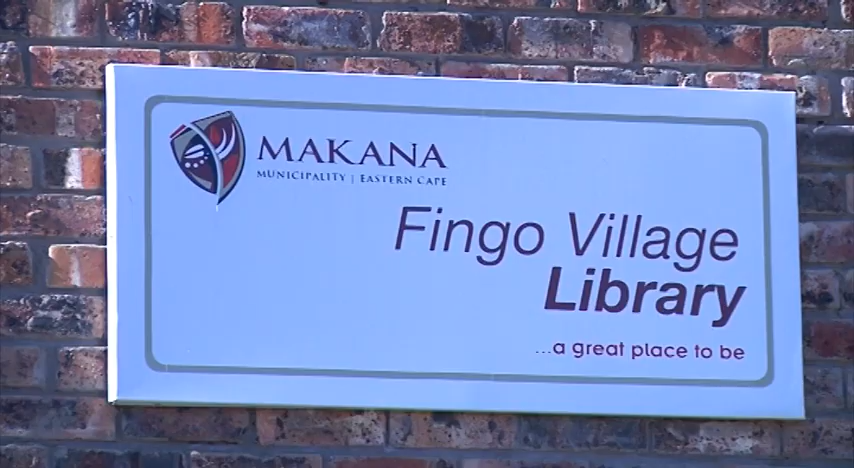 MAKANA
MUNICIPALITY | EASTERN CAPE
Fingo Village
Library
...a great place to be